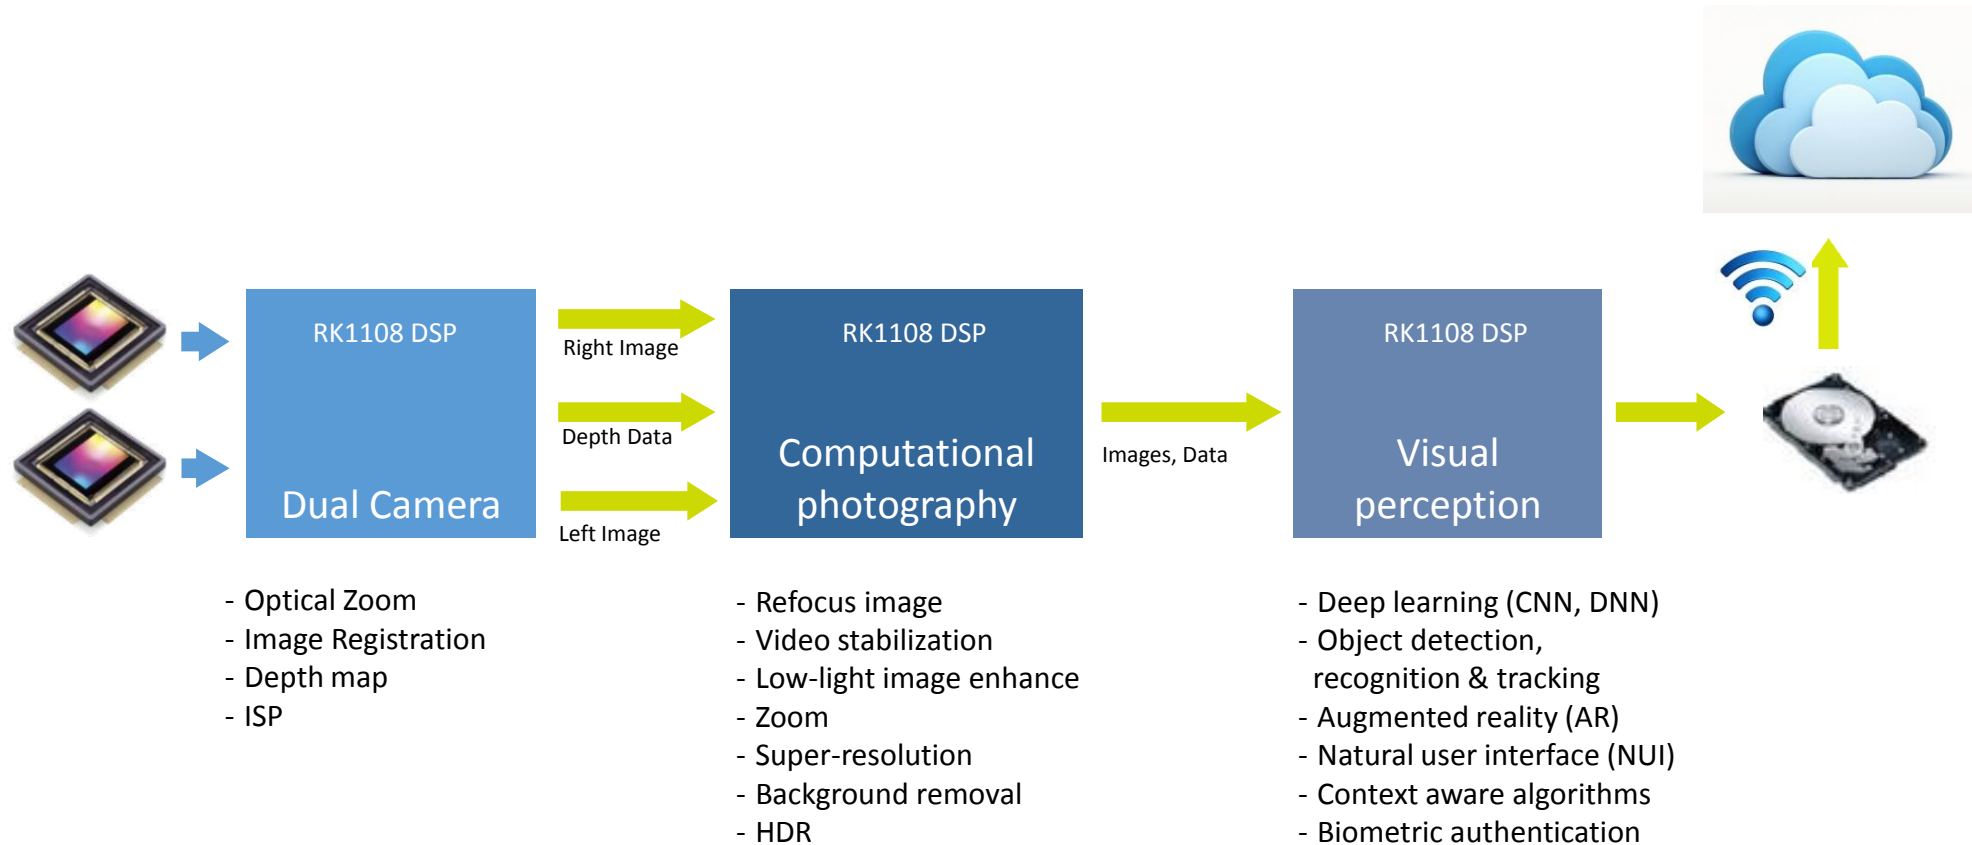 RK1108 DSP
Dual Camera
Right Image
Depth Data
Left Image
RK1108 DSP
Computational
photography
Images, Data
RK1108 DSP
Visual
perception
- Optical Zoom
- Image Registration
- Depth map
- ISP
- Refocus image
- Video stabilization
- Low-light image enhance
- Zoom
- Super-resolution
- Background removal
- HDR
- Deep learning (CNN, DNN)
- Object detection,
recognition & tracking
- Augmented reality (AR)
- Natural user interface (NUI)
- Context aware algorithms
- Biometric authentication